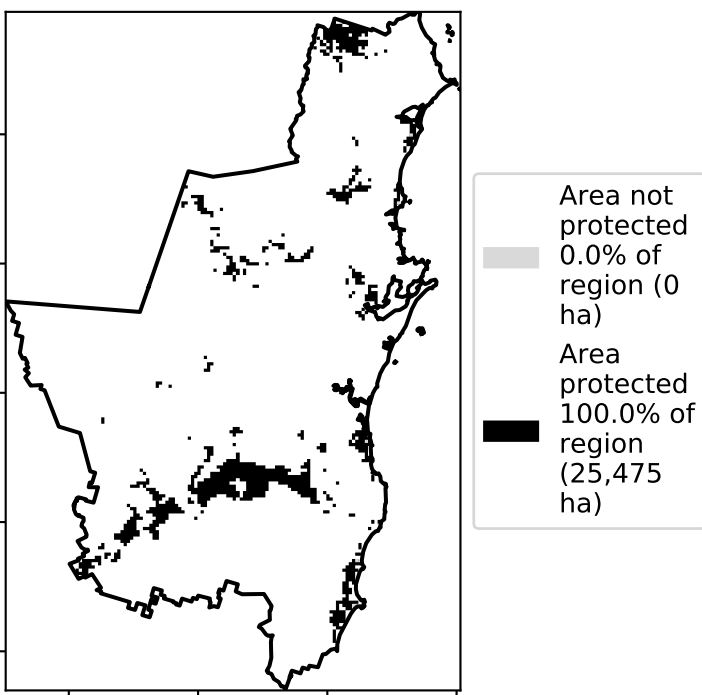 Area not
protected
0.0% of
region (0
ha)
Area
protected
100.0% of
region
(25,475
ha)